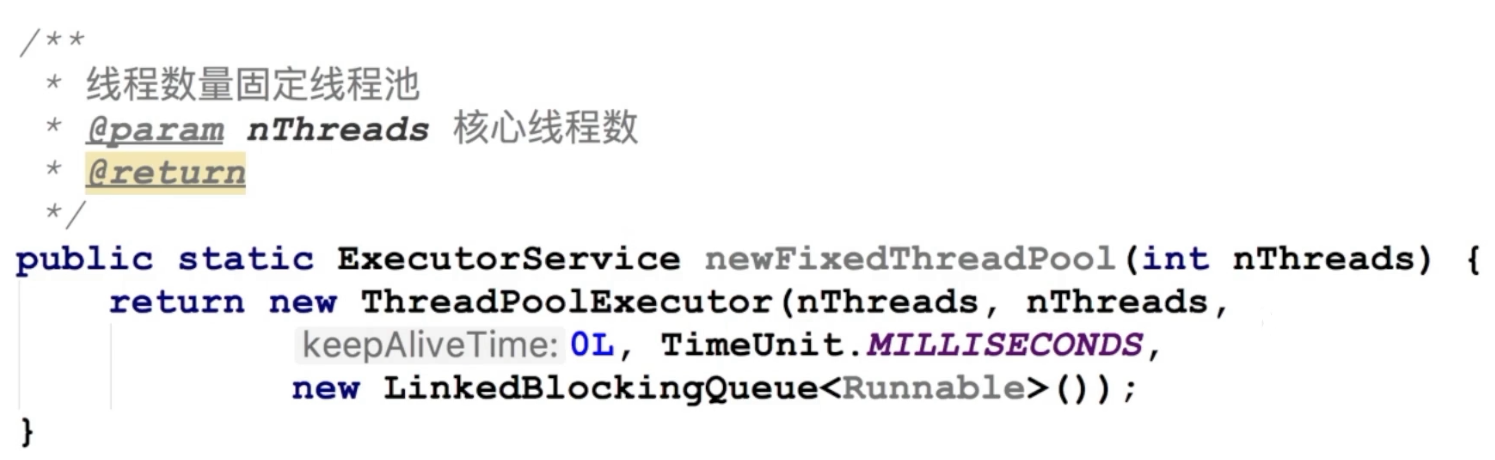 /**
 * 线程数量固定线程池
 * @param nThreads 核心线程数
 * @return
 */
public static ExecutorService newFixedThreadPool(int nThreads) {
    return new ThreadPoolExecutor(nThreads, nThreads,
            keepAliveTime: 0L, TimeUnit.MILLISECONDS,
            new LinkedBlockingQueue<Runnable>());
}